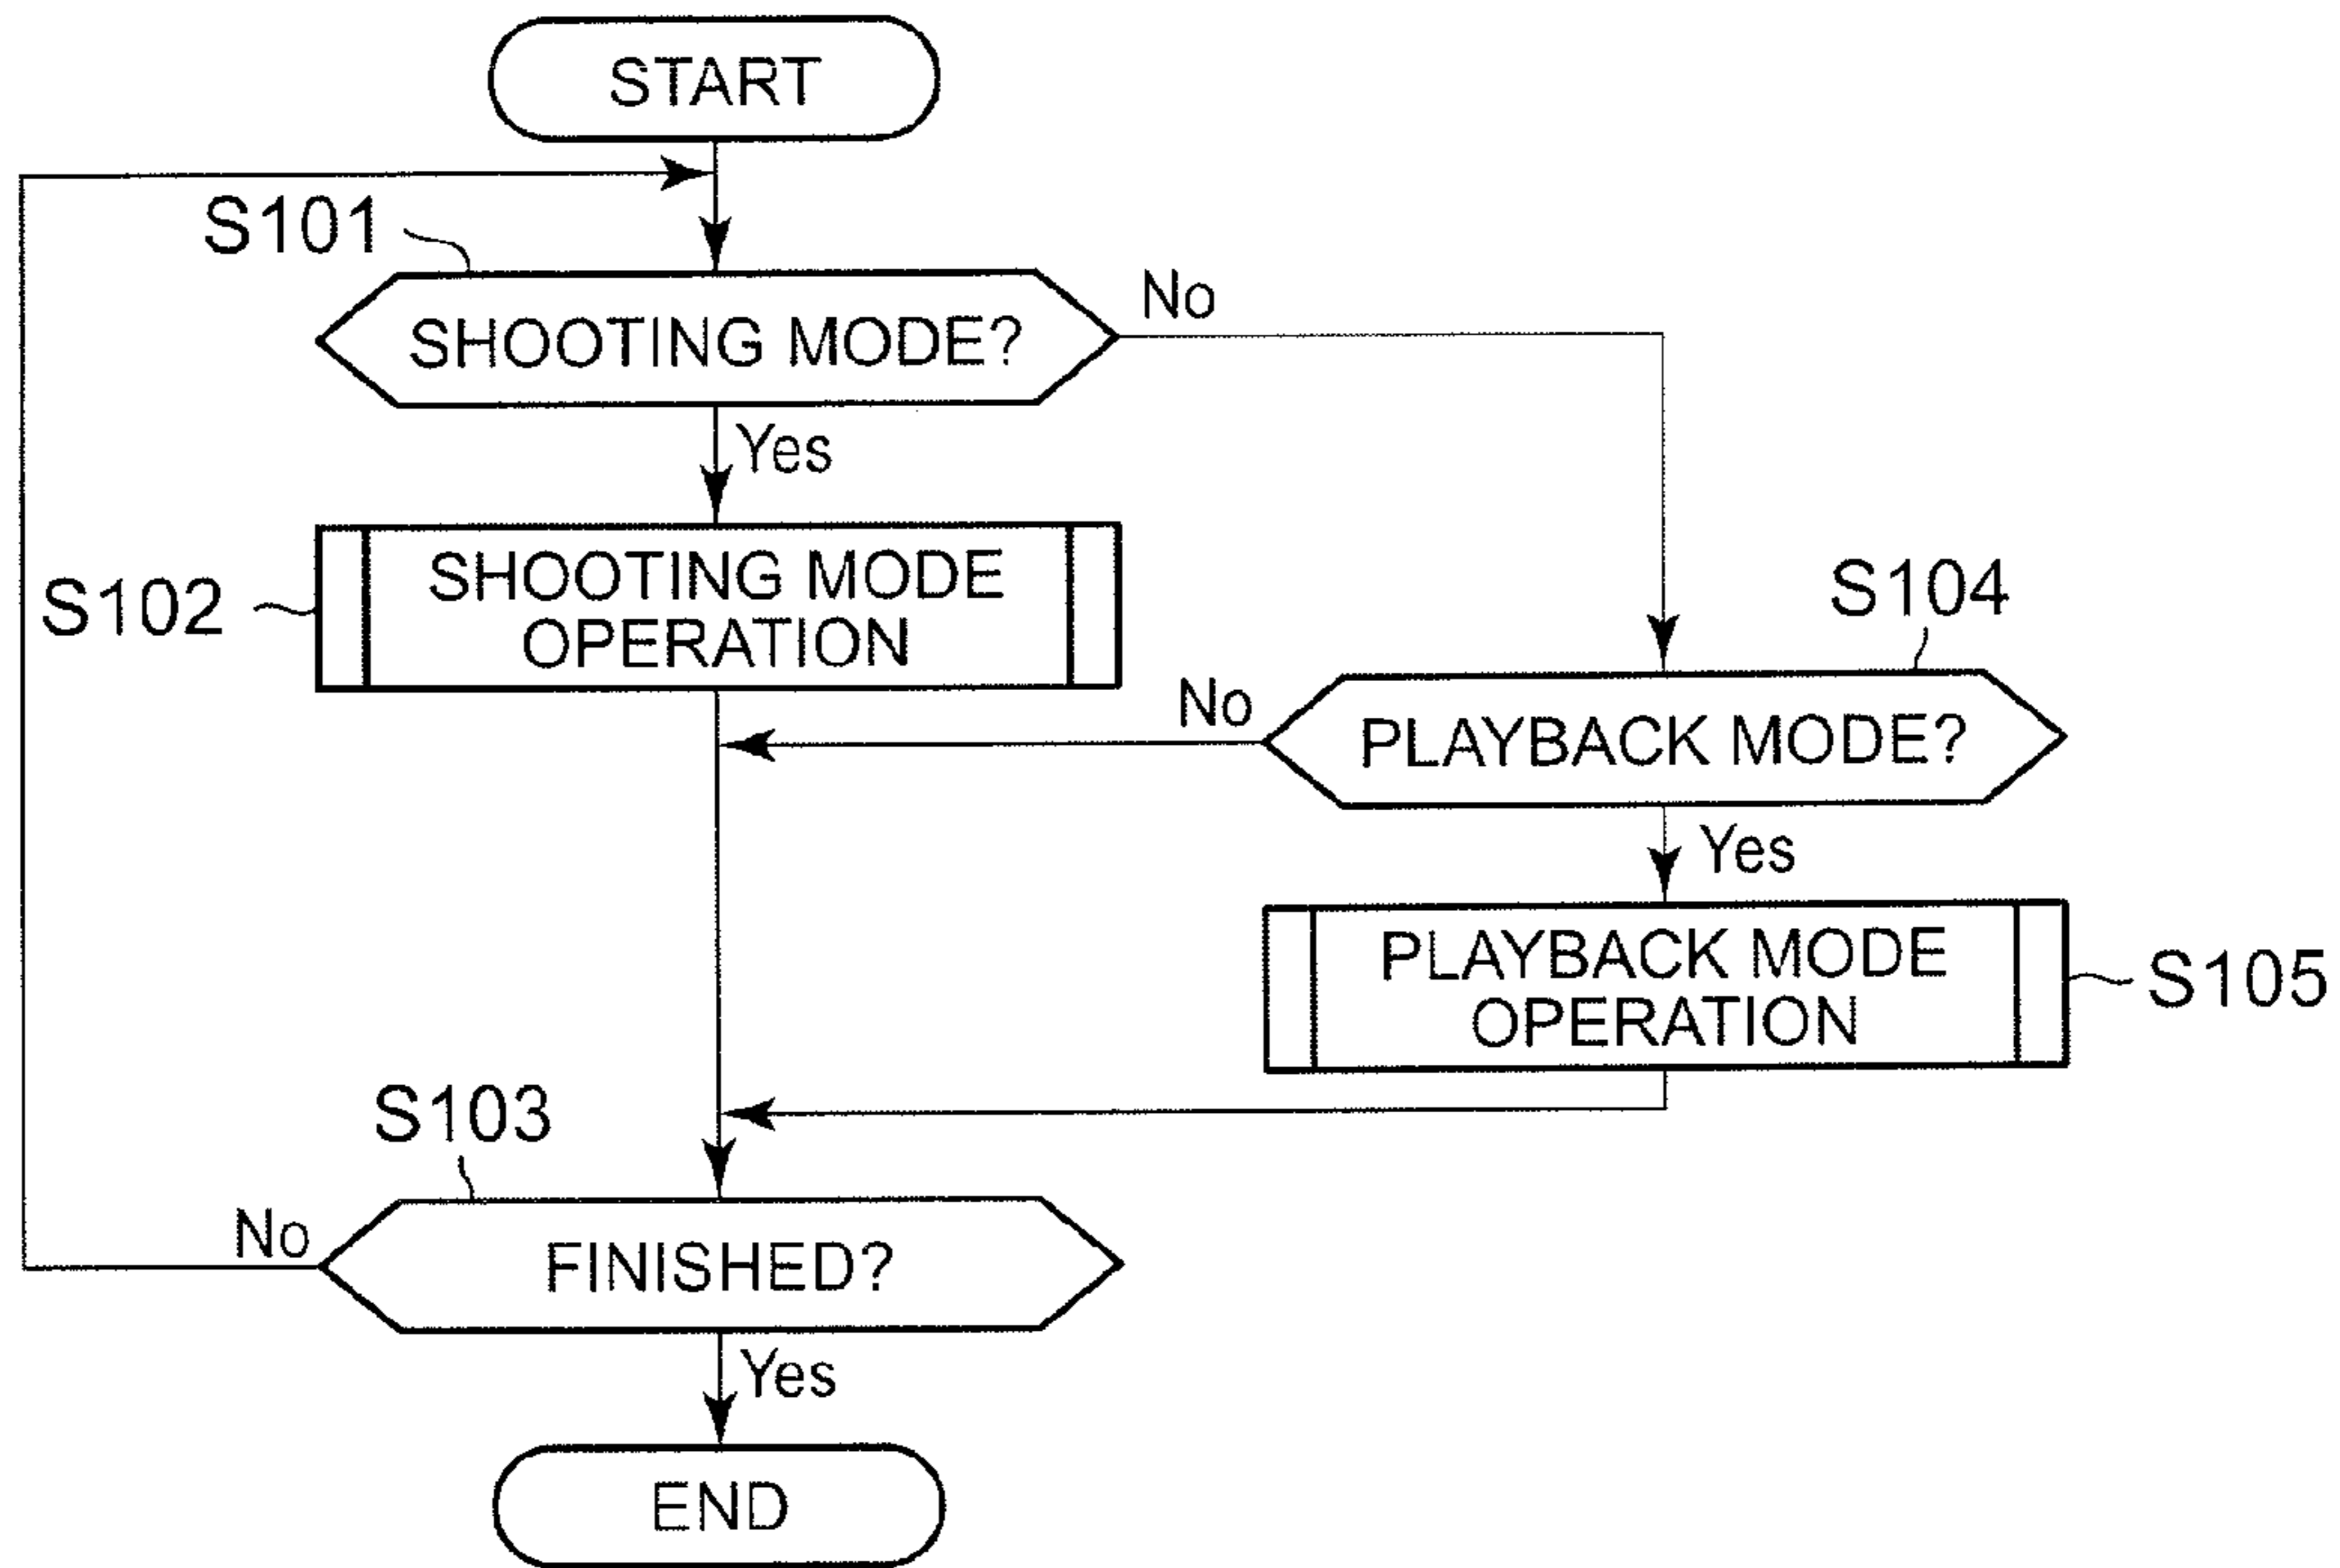 START
S101
SHOOTING MODE?
No
Yes
S102
SHOOTING MODE
OPERATION
S104
No
PLAYBACK MODE?
Yes
PLAYBACK MODE
OPERATION
S105
S103
No
FINISHED?
Yes
END